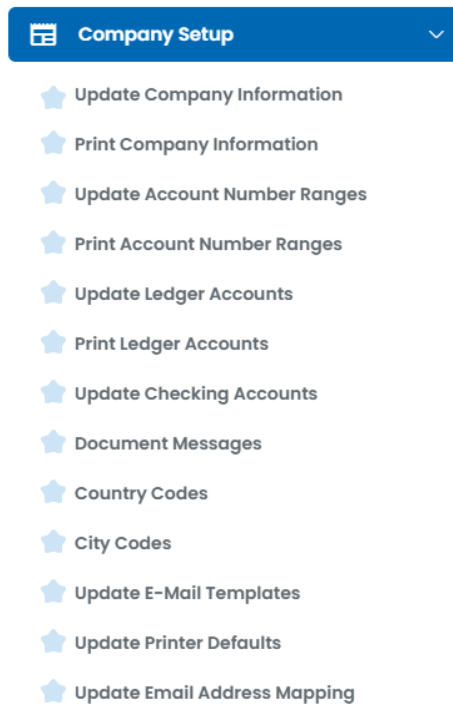 Company Setup
Update Company Information
Print Company Information
Update Account Number Ranges
Print Account Number Ranges
Update Ledger Accounts
Print Ledger Accounts
Update Checking Accounts
Document Messages
Country Codes
City Codes
Update E-Mail Templates
Update Printer Defaults
Update Email Address Mapping